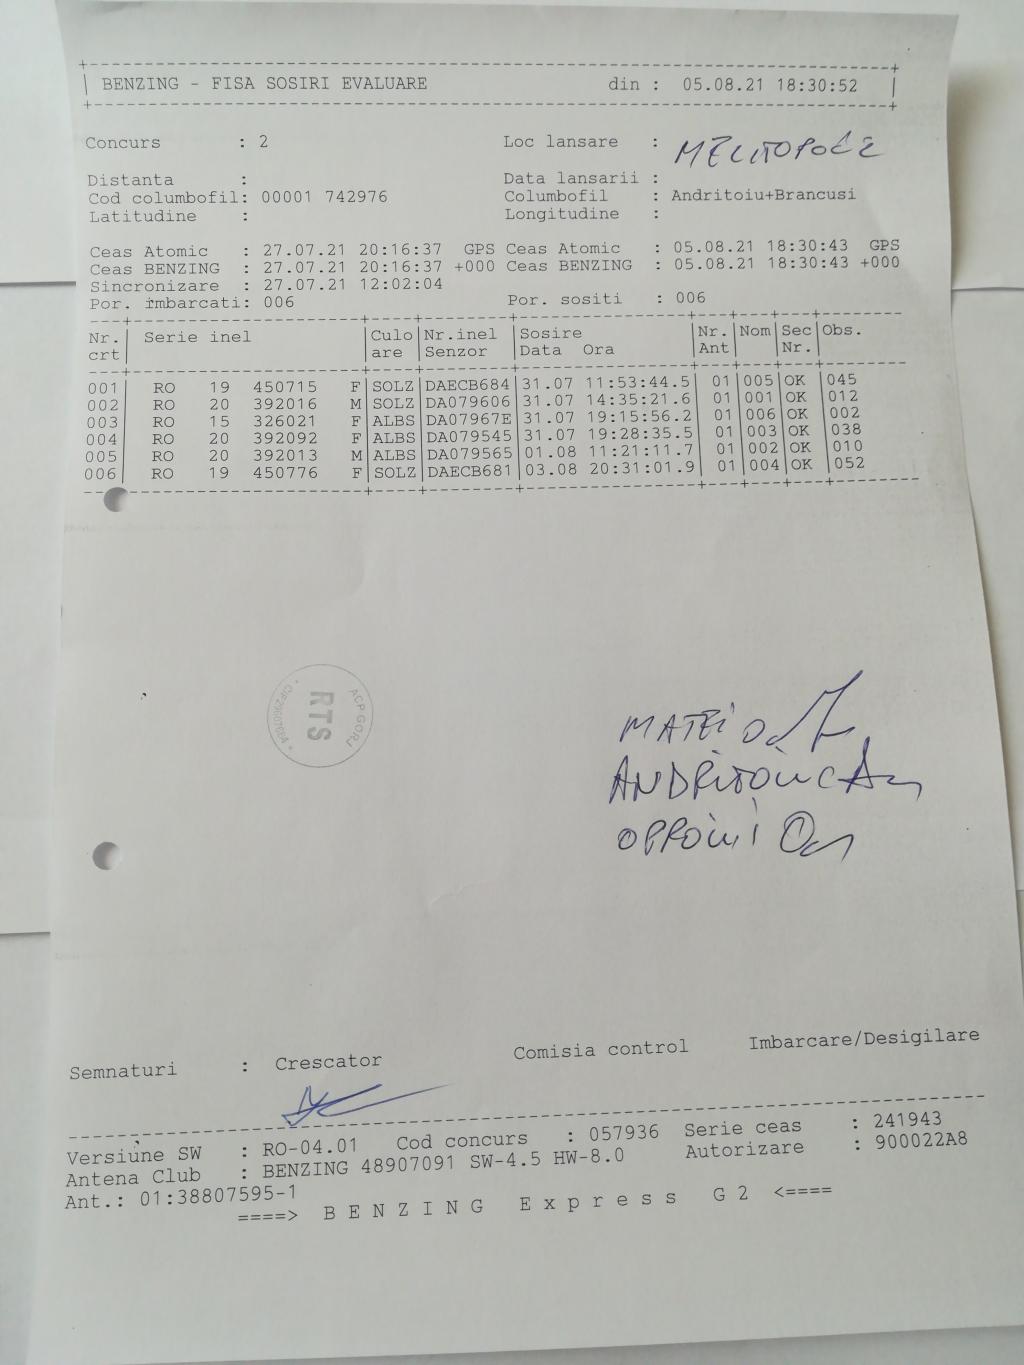 BENZING - FISA SOSIRI EVALUARE din : 05.08.21 18:30:52
Concurs : 2 Loc lansare : MELITOPOLE
Distanta : Data lansarii :
Cod columbofil: 00001 742976 Columbofil : Andritoiu+Brancusi
Latitudine : Longitudine :
Ceas Atomic : 27.07.21 20:16:37 GPS Ceas Atomic : 05.08.21 18:30:43 GPS
Ceas BENZING : 27.07.21 20:16:37 +000 Ceas BENZING : 05.08.21 18:30:43 +000
Sincronizare : 27.07.21 12:02:04
Por. imbarcati: 006 Por. sositi : 006
Nr. Serie inel Culo Nr.inel Sosire Nr. Nom Sec Obs.
crt are Senzor Data Ora Ant Nr.
001 RO 19 450715 F SOLZ DAECB684 31.07 11:53:44.5 01 005 OK 045
002 RO 20 392016 M SOLZ DA079606 31.07 14:35:21.6 01 001 OK 012
003 RO 15 326021 F ALBS DA07967E 31.07 19:15:56.2 01 006 OK 002
004 RO 20 392092 F ALBS DA079545 31.07 19:28:35.5 01 003 OK 038
005 RO 20 392013 M ALBS DA079565 01.08 11:21:11.7 01 002 OK 010
006 RO 19 450776 F SOLZ DAECB681 03.08 20:31:01.9 01 004 OK 052
ACP GORJ
RTS
MATEI
Semnaturi : Crescator Comisia control Imbarcare/Desigilare
Versiune SW : RO-04.01 Cod concurs : 057936 Serie ceas : 241943
Antena Club : BENZING 48907091 SW-4.5 HW-8.0 Autorizare : 900022A8
Ant.: 01:38807595-1
====> BENZING Express G2 <====